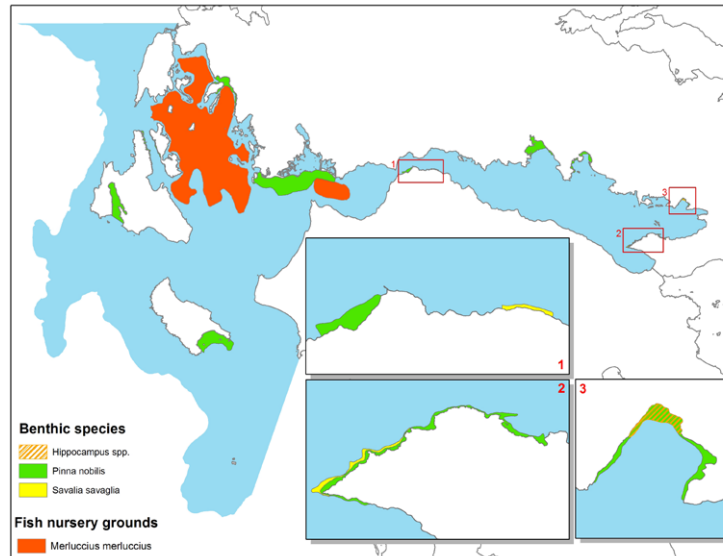 1
3
2
1
2
3
Benthic species
Hippocampus spp.
Pinna nobilis
Savalia savaglia
Fish nursery grounds
Merluccius merluccius